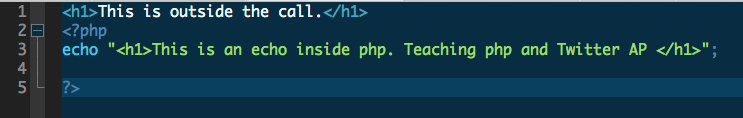 1 <h1>This is outside the call.</h1>
2 <?php
3 echo "<h1>This is an echo inside php. Teaching php and Twitter AP </h1>";
4
5 ?>